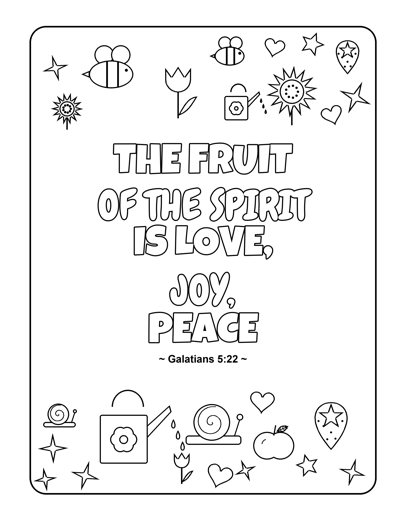 THE FRUIT
OF THE SPIRIT
IS LOVE,
JOY,
PEACE
~ Galatians 5:22 ~